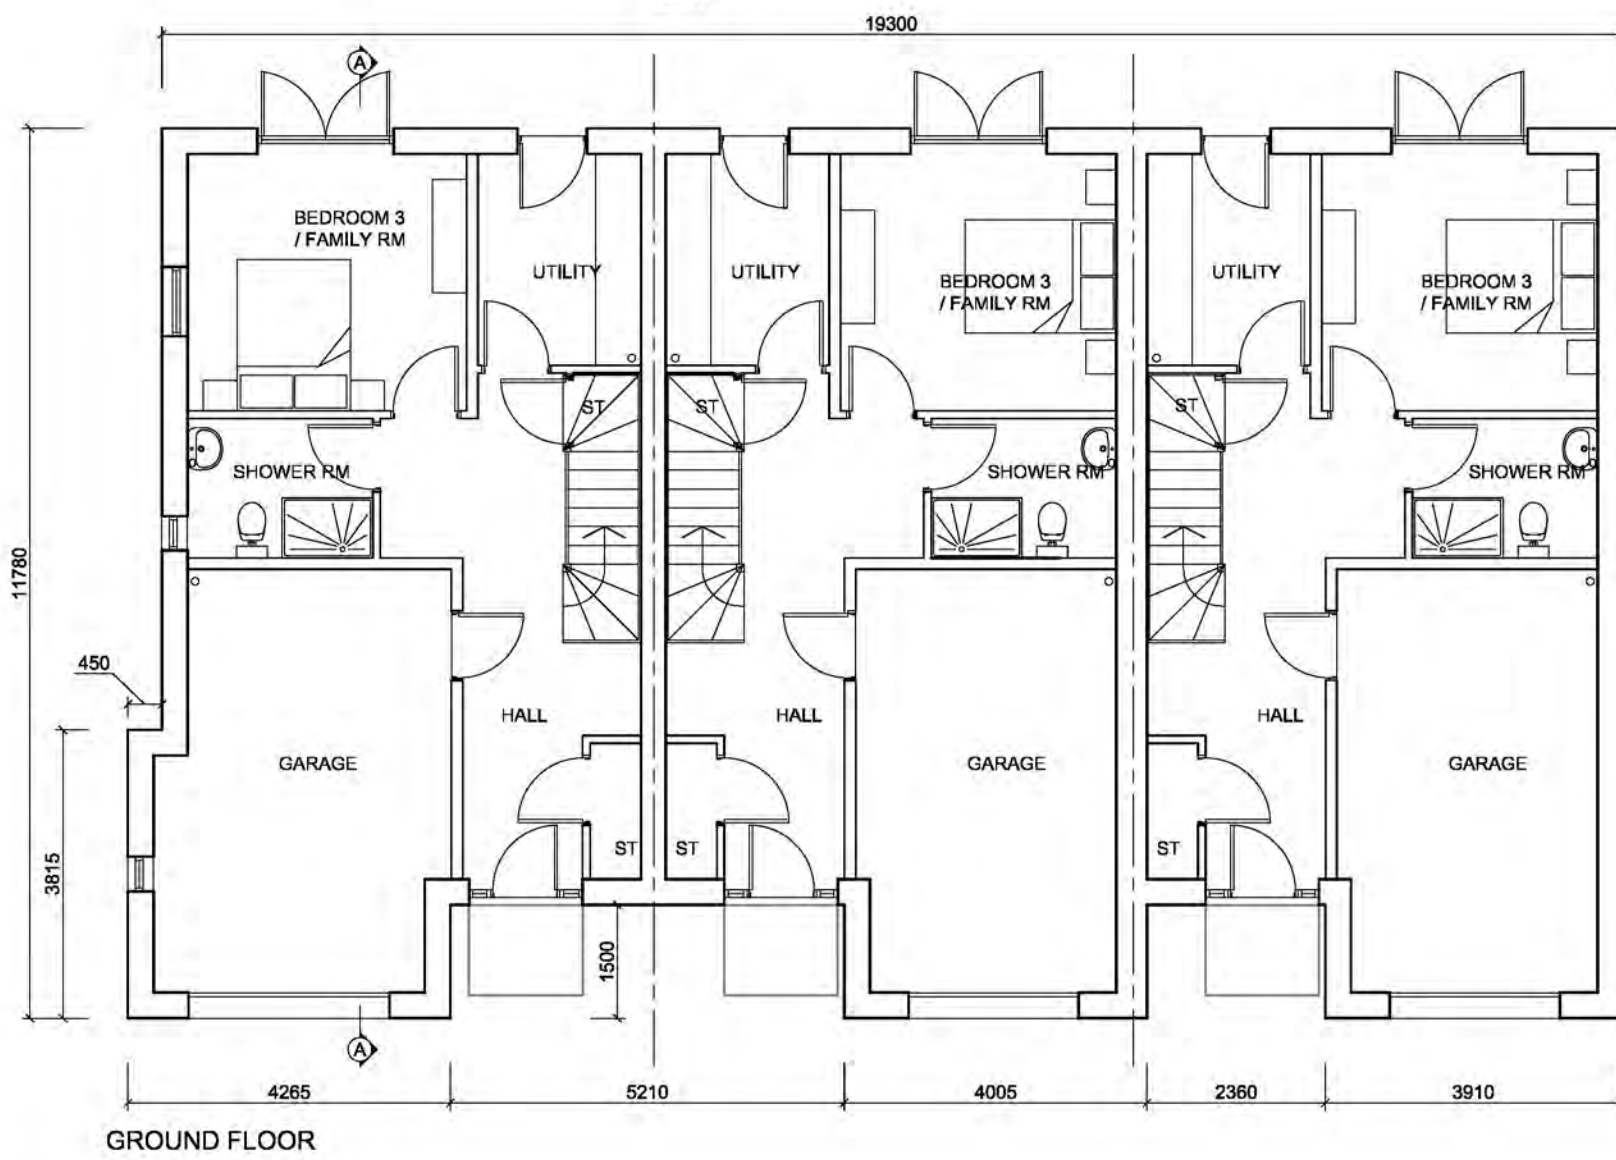 19300
A
BEDROOM 3
/ FAMILY RM
UTILITY
UTILITY
BEDROOM 3
/ FAMILY RM
UTILITY
BEDROOM 3
/ FAMILY RM
ST
ST
ST
SHOWER RM
SHOWER RM
SHOWER RM
11780
450
HALL
HALL
HALL
GARAGE
GARAGE
GARAGE
3815
ST
ST
ST
1500
A
4265
5210
4005
2360
3910
GROUND FLOOR